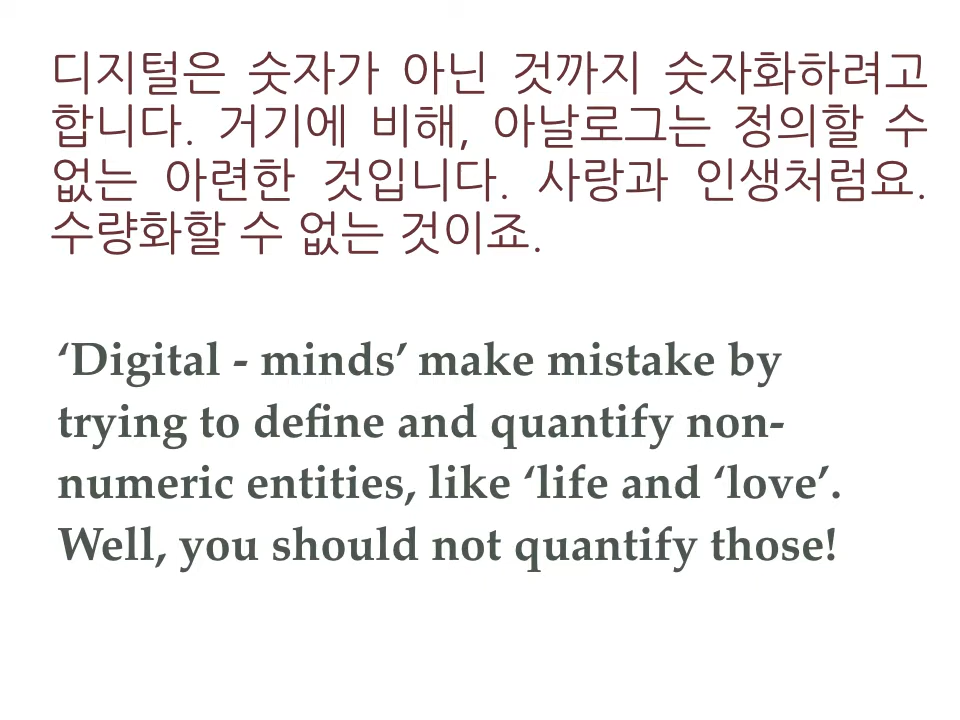 디지털은 숫자가 아닌 것까지 숫자화하려고
합니다. 거기에 비해, 아날로그는 정의할 수
없는 아련한 것입니다. 사랑과 인생처럼요.
수량화할 수 없는 것이죠.
‘Digital - minds’ make mistake by
trying to define and quantify non-
numeric entities, like ‘life and ‘love’.
Well, you should not quantify those!